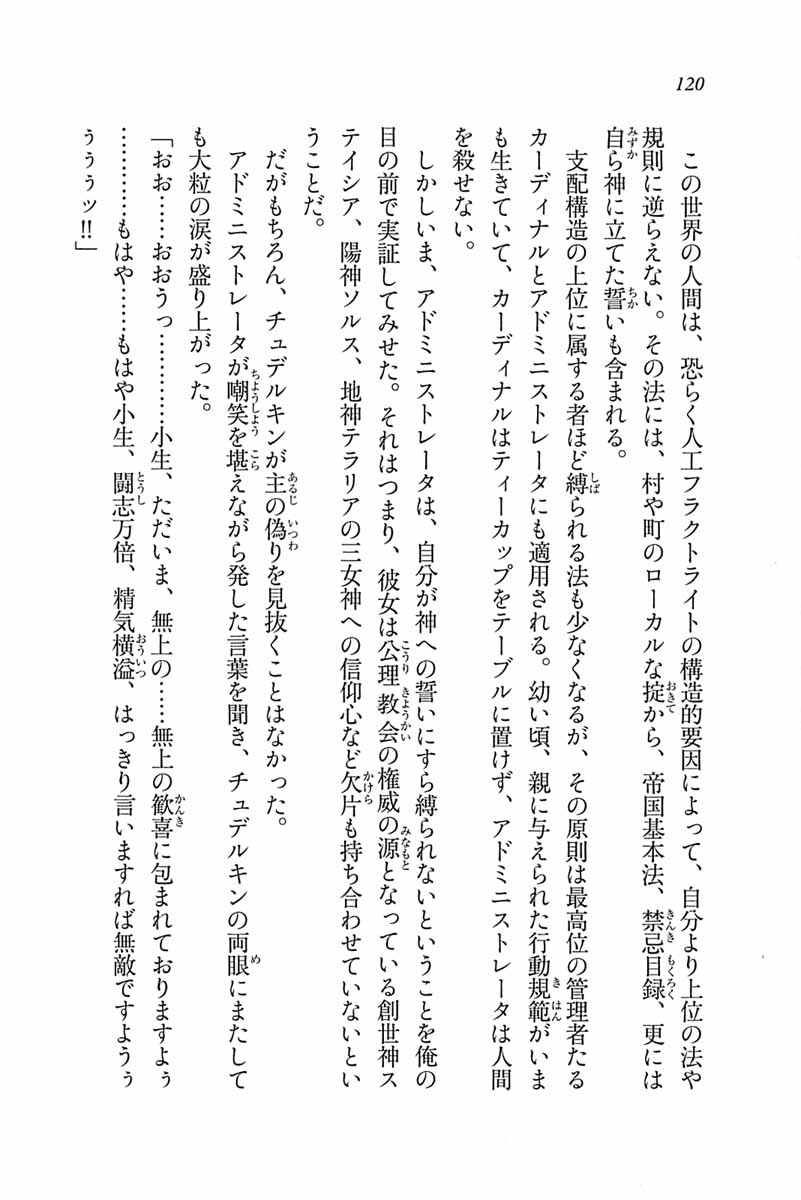 120
この世界の人間は、恐らく人工フラクトライトの構造的要因によって、自分より上位の法や
規則に逆らえない。その法には、村や町のローカルな掟から、帝国基本法、禁忌目録、更には
自ら神に立てた誓いも含まれる。
支配構造の上位に属する者ほど縛られる法も少なくなるが、その原則は最高位の管理者たる
カーディナルとアドミニストレータにも適用される。幼い頃、親に与えられた行動規範がいま
も生きていて、カーディナルはティーカップをテーブルに置けず、アドミニストレータは人間
を殺せない。
しかしいま、アドミニストレータは、自分が神への誓いにすら縛られないということを俺の
目の前で実証してみせた。それはつまり、彼女は公理教会の権威の源となっている創世神ス
テイシア、陽神ソルス、地神テラリアの三女神への信仰心など欠片も持ち合わせていないとい
うことだ。
だがもちろん、チュデルキンが主の偽りを見抜くことはなかった。
アドミニストレータが嘲笑を堪えながら発した言葉を聞き、チュデルキンの両眼にまたして
も大粒の涙が盛り上がった。
「おお……おおうっ…………小生、ただいま、無上の……無上の歓喜に包まれておりますよぅ
…………もはや……もはや小生、闘志万倍、精気横溢、はっきり言いますれば無敵ですようぅ
ぅぅぅッ!!」